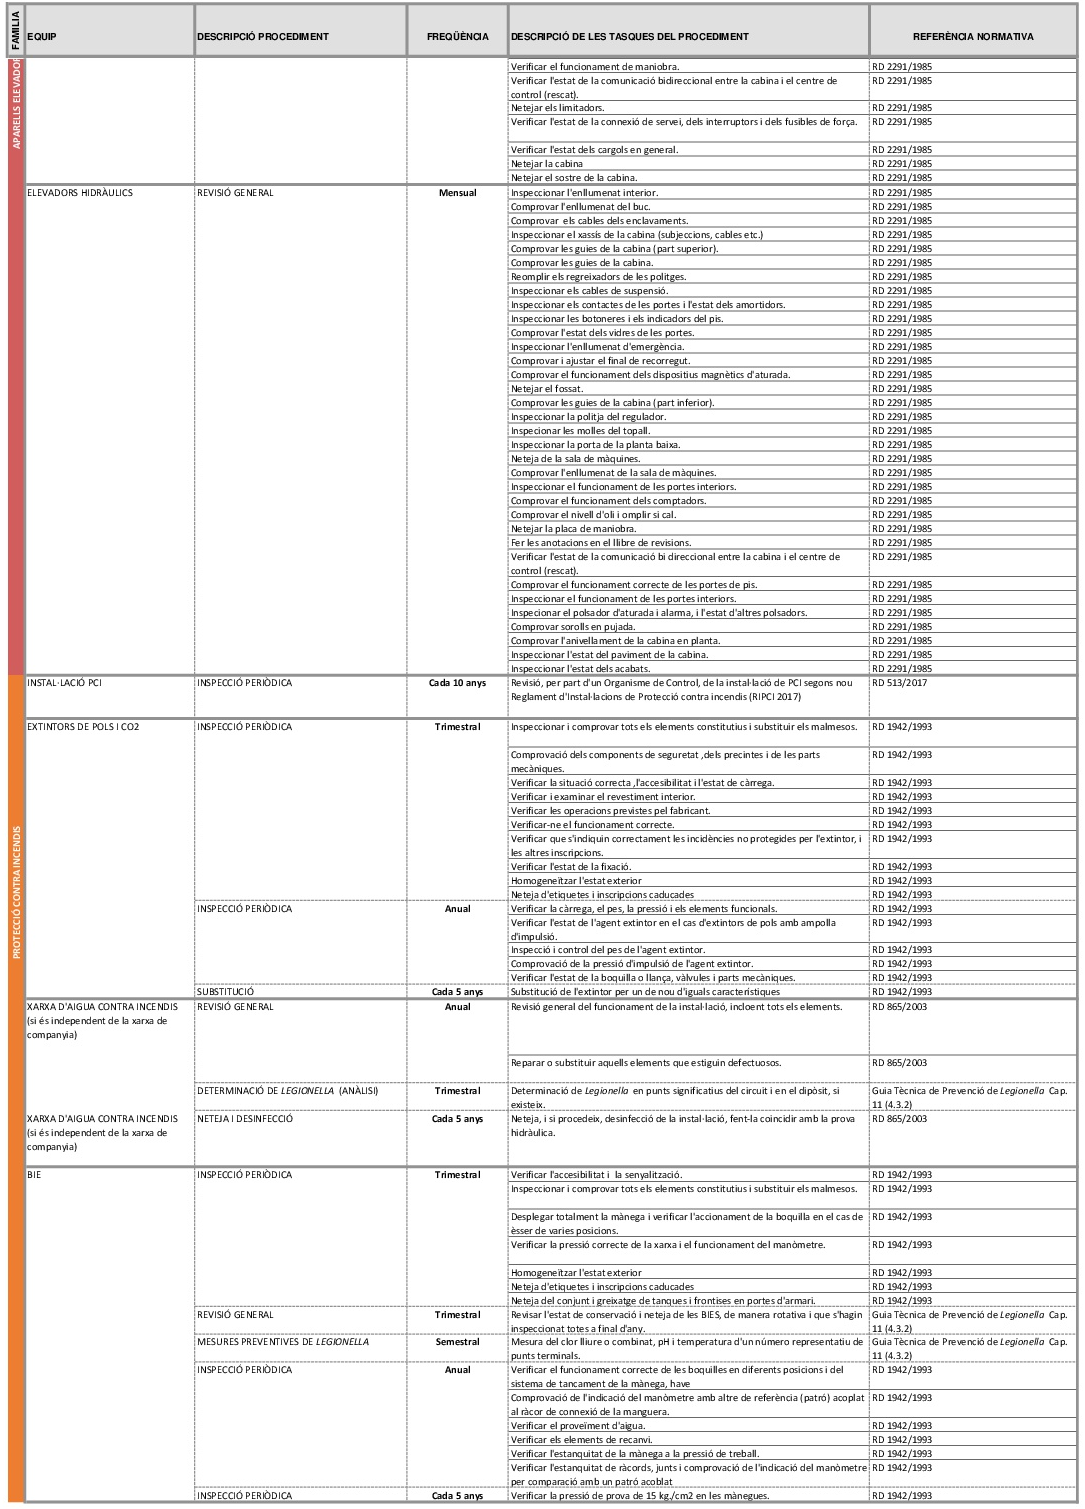 FAMILIA EQUIP DESCRIPCIÓ PROCEDIMENT FREQÜÈNCIA DESCRIPCIÓ DE LES TASQUES DEL PROCEDIMENT REFERÈNCIA NORMATIVA
APARELLS ELEVADOR
Verificar el funcionament de maniobra. RD 2291/1985
Verificar l'estat de la comunicació bidireccional entre la cabina i el centre de RD 2291/1985
control (rescat).
Netejar els limitadors. RD 2291/1985
Verificar l'estat de la connexió de servei, dels interruptors i dels fusibles de força. RD 2291/1985
Verificar l'estat dels cargols en general. RD 2291/1985
Netejar la cabina RD 2291/1985
Netejar el sostre de la cabina. RD 2291/1985
ELEVADORS HIDRÀULICS REVISIÓ GENERAL Mensual Inspeccionar l'enllumenat interior. RD 2291/1985
Comprovar l'enllumenat del buc. RD 2291/1985
Comprovar els cables dels enclavaments. RD 2291/1985
Inspeccionar el xassís de la cabina (subjeccions, cables etc.) RD 2291/1985
Comprovar les guies de la cabina (part superior). RD 2291/1985
Comprovar les guies de la cabina. RD 2291/1985
Reomplir els regreixadors de les politges. RD 2291/1985
Inspeccionar els cables de suspensió. RD 2291/1985
Inspeccionar els contactes de les portes i l'estat dels amortidors. RD 2291/1985
Inspeccionar les botoneres i els indicadors del pis. RD 2291/1985
Comprovar l'estat dels vidres de les portes. RD 2291/1985
Inspeccionar l'enllumenat d'emergència. RD 2291/1985
Comprovar i ajustar el final de recorregut. RD 2291/1985
Comprovar el funcionament dels dispositius magnètics d'aturada. RD 2291/1985
Netejar el fossat. RD 2291/1985
Comprovar les guies de la cabina (part inferior). RD 2291/1985
Inspeccionar la politja del regulador. RD 2291/1985
Inspecionar les molles del topall. RD 2291/1985
Inspeccionar la porta de la planta baixa. RD 2291/1985
Neteja de la sala de màquines. RD 2291/1985
Comprovar l'enllumenat de la sala de màquines. RD 2291/1985
Inspeccionar el funcionament de les portes interiors. RD 2291/1985
Comprovar el funcionament dels comptadors. RD 2291/1985
Comprovar el nivell d'oli i omplir si cal. RD 2291/1985
Netejar la placa de maniobra. RD 2291/1985
Fer les anotacions en el llibre de revisions. RD 2291/1985
Verificar l'estat de la comunicació bi direccional entre la cabina i el centre de RD 2291/1985
control (rescat).
Comprovar el funcionament correcte de les portes de pis. RD 2291/1985
Inspeccionar el funcionament de les portes interiors. RD 2291/1985
Inspecionar el polsador d'aturada i alarma, i l'estat d'altres polsadors. RD 2291/1985
Comprovar sorolls en pujada. RD 2291/1985
Comprovar l'anivellament de la cabina en planta. RD 2291/1985
Inspeccionar l'estat del paviment de la cabina. RD 2291/1985
Inspeccionar l'estat dels acabats. RD 2291/1985
PROTECCIÓ CONTRA INCENDIS
INSTAL·LACIÓ PCI INSPECCIÓ PERIÒDICA Cada 10 anys Revisió, per part d'un Organisme de Control, de la instal·lació de PCI segons nou RD 513/2017
Reglament d'Instal·lacions de Protecció contra incendis (RIPCI 2017)
EXTINTORS DE POLS I CO2 INSPECCIÓ PERIÒDICA Trimestral Inspeccionar i comprovar tots els elements constitutius i substituir els malmesos. RD 1942/1993
Comprovació dels components de seguretat ,dels precintes i de les parts RD 1942/1993
mecàniques.
Verificar la situació correcta ,l'accesibilitat i l'estat de càrrega. RD 1942/1993
Verificar i examinar el revestiment interior. RD 1942/1993
Verificar les operacions previstes pel fabricant. RD 1942/1993
Verificar-ne el funcionament correcte. RD 1942/1993
Verificar que s'indiquin correctament les incidències no protegides per l'extintor, i RD 1942/1993
les altres inscripcions.
Verificar l'estat de la fixació. RD 1942/1993
Homogeneïtzar l'estat exterior RD 1942/1993
Neteja d'etiquetes i inscripcions caducades RD 1942/1993
INSPECCIÓ PERIÒDICA Anual Verificar la càrrega, el pes, la pressió i els elements funcionals. RD 1942/1993
Verificar l'estat de l'agent extintor en el cas d'extintors de pols amb ampolla RD 1942/1993
d'impulsió.
Inspecció i control del pes de l'agent extintor. RD 1942/1993
Comprovació de la pressió d'impulsió de l'agent extintor. RD 1942/1993
Verificar l'estat de la boquilla o llança, vàlvules i parts mecàniques. RD 1942/1993
SUBSTITUCIÓ Cada 5 anys Substitució de l'extintor per un de nou d'iguals característiques RD 1942/1993
XARXA D'AIGUA CONTRA INCENDIS REVISIÓ GENERAL Anual Revisió general del funcionament de la instal·lació, incloent tots els elements. RD 865/2003
(si és independent de la xarxa de
companyia)
Reparar o substituir aquells elements que estiguin defectuosos. RD 865/2003
DETERMINACIÓ DE LEGIONELLA (ANÀLISI) Trimestral Determinació de Legionella en punts significatius del circuit i en el dipòsit, si Guia Tècnica de Prevenció de Legionella Cap.
existeix. 11 (4.3.2)
XARXA D'AIGUA CONTRA INCENDIS NETEJA I DESINFECCIÓ Cada 5 anys Neteja, i si procedeix, desinfecció de la instal·lació, fent-la coincidir amb la prova RD 865/2003
(si és independent de la xarxa de hidràulica.
companyia)
BIE INSPECCIÓ PERIÒDICA Trimestral Verificar l'accesibilitat i la senyalització. RD 1942/1993
Inspeccionar i comprovar tots els elements constitutius i substituir els malmesos. RD 1942/1993
Desplegar totalment la mànega i verificar l'accionament de la boquilla en el cas de RD 1942/1993
èsser de varies posicions.
Verificar la pressió correcte de la xarxa i el funcionament del manòmetre. RD 1942/1993
Homogeneïtzar l'estat exterior RD 1942/1993
Neteja d'etiquetes i inscripcions caducades RD 1942/1993
Neteja del conjunt i greixatge de tanques i frontises en portes d'armari. RD 1942/1993
REVISIÓ GENERAL Trimestral Revisar l'estat de conservació i neteja de les BIES, de manera rotativa i que s'hagin Guia Tècnica de Prevenció de Legionella Cap.
inspeccionat totes a final d'any. 11 (4.3.2)
MESURES PREVENTIVES DE LEGIONELLA Semestral Mesura del clor lliure o combinat, pH i temperatura d'un número representatiu de Guia Tècnica de Prevenció de Legionella Cap.
punts terminals. 11 (4.3.2)
INSPECCIÓ PERIÒDICA Anual Verificar el funcionament correcte de les boquilles en diferents posicions i del RD 1942/1993
sistema de tancament de la mànega, have
Comprovació de l'indicació del manòmetre amb altre de referència (patró) acoplat RD 1942/1993
al ràcor de connexió de la manguera.
Verificar el proveïment d'aigua. RD 1942/1993
Verificar els elements de recanvi. RD 1942/1993
Verificar l'estanquitat de la mànega a la pressió de treball. RD 1942/1993
Verificar l'estanquitat de ràcords, junts i comprovació de l'indicació del manòmetre RD 1942/1993
per comparació amb un patró acoblat
INSPECCIÓ PERIÒDICA Cada 5 anys Verificar la pressió de prova de 15 kg./cm2 en les mànegues. RD 1942/1993